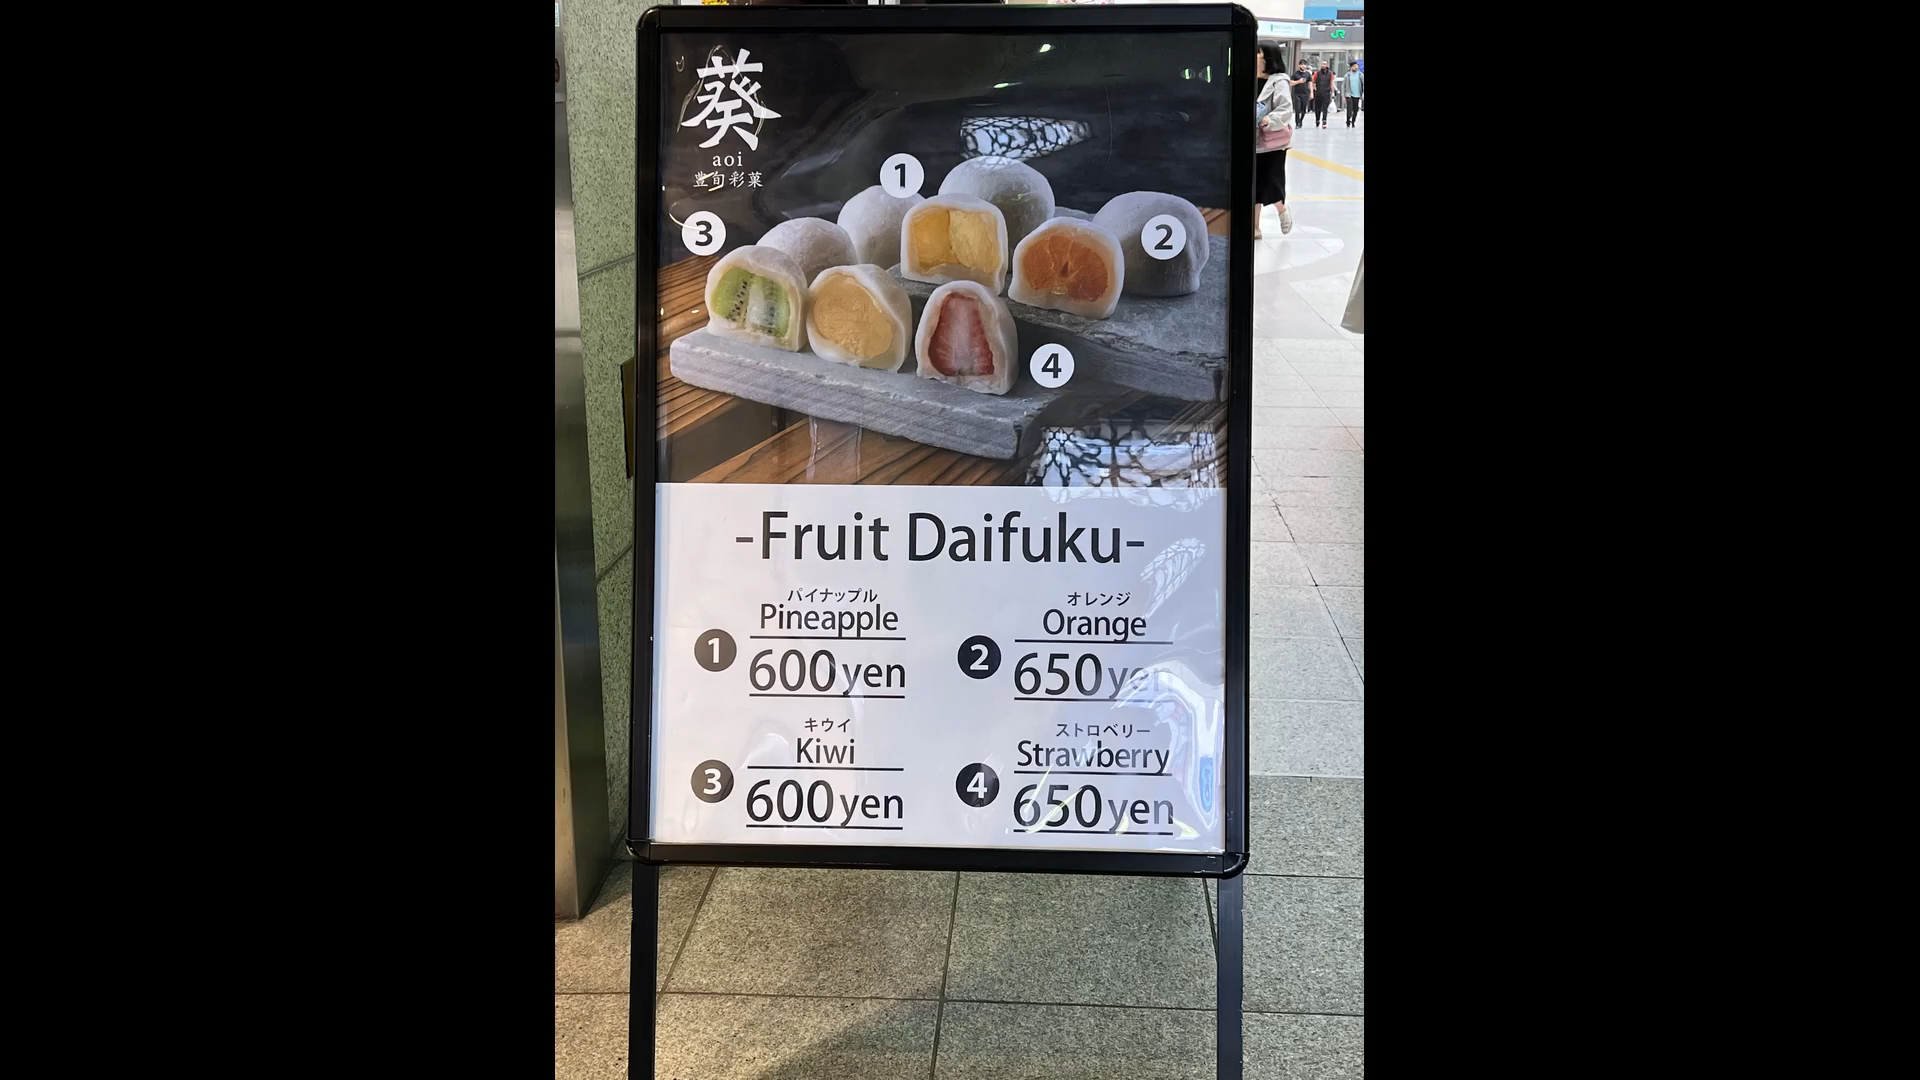 葵
aoi
豊旬彩菓
1
3
2
4
-Fruit Daifuku-
パイナップル
Pineapple
1 600yen
オレンジ
Orange
2 650yen
キウイ
Kiwi
3 600yen
ストロベリー
Strawberry
4 650yen
JR